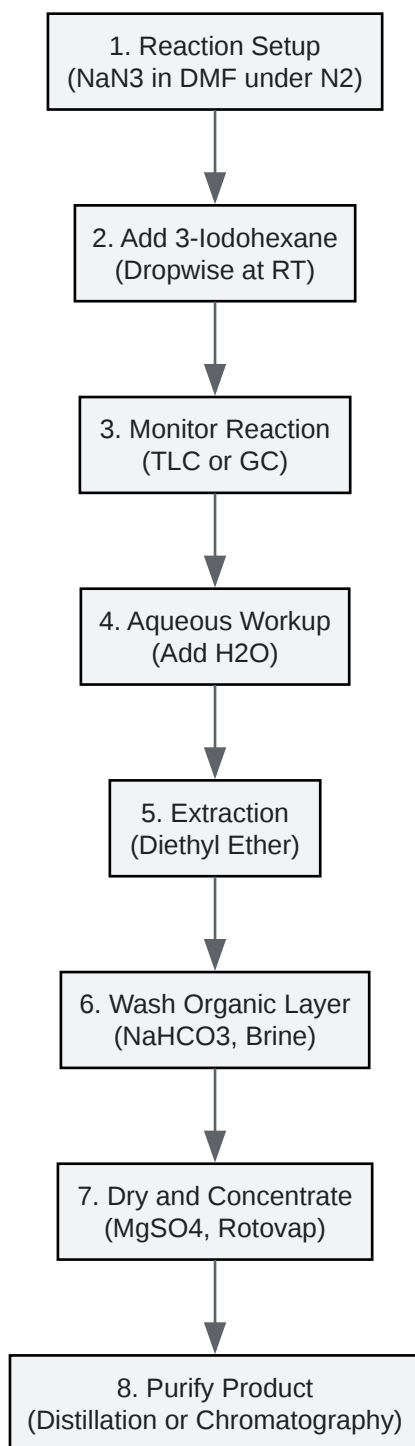 1. Reaction Setup
(NaN3 in DMF under N2)
2. Add 3-Iodohexane
(Dropwise at RT)
3. Monitor Reaction
(TLC or GC)
4. Aqueous Workup
(Add H2O)
5. Extraction
(Diethyl Ether)
6. Wash Organic Layer
(NaHCO3, Brine)
7. Dry and Concentrate
(MgSO4, Rotovap)
8. Purify Product
(Distillation or Chromatography)